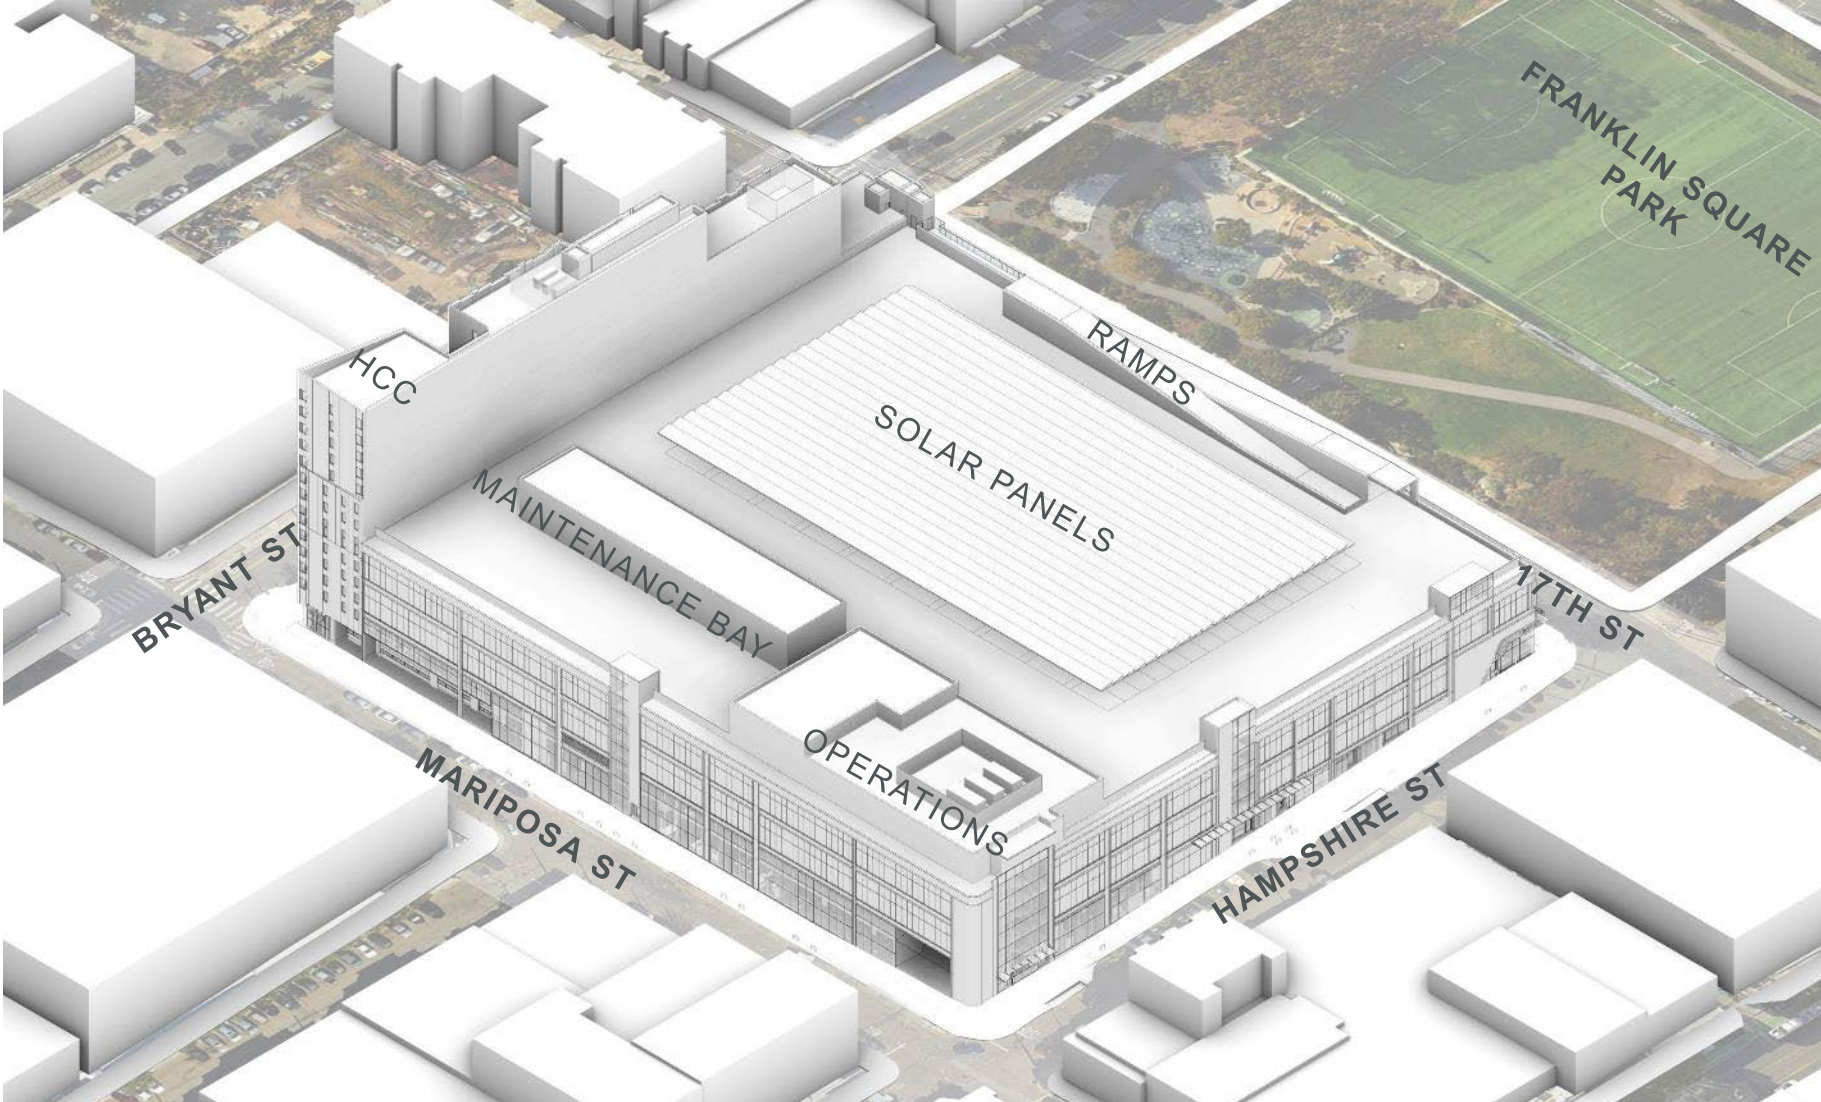 FRANKLIN SQUARE
PARK
RAMPS
HCC
SOLAR PANELS
MAINTENANCE BAY
BRYANT ST
17TH ST
OPERATIONS
MARIPOSA ST
HAMPSHIRE ST